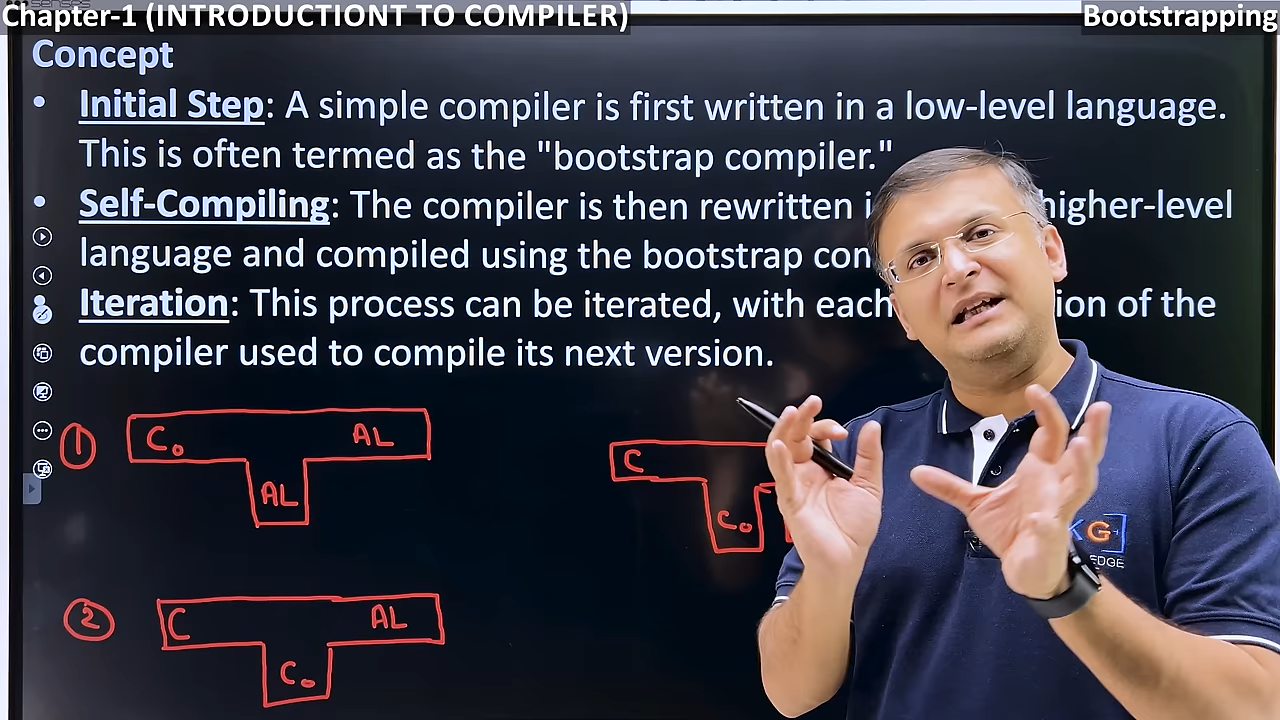 Chapter-1 (INTRODUCTIONT TO COMPILER)
Bootstrapping
Concept
• Initial Step: A simple compiler is first written in a low-level language.
This is often termed as the "bootstrap compiler."
• Self-Compiling: The compiler is then rewritten i higher-level
language and compiled using the bootstrap com
• Iteration: This process can be iterated, with each ion of the
compiler used to compile its next version.
1 C₀ AL
AL
C
C₀
2 C AL
C₀
KG
EDGE